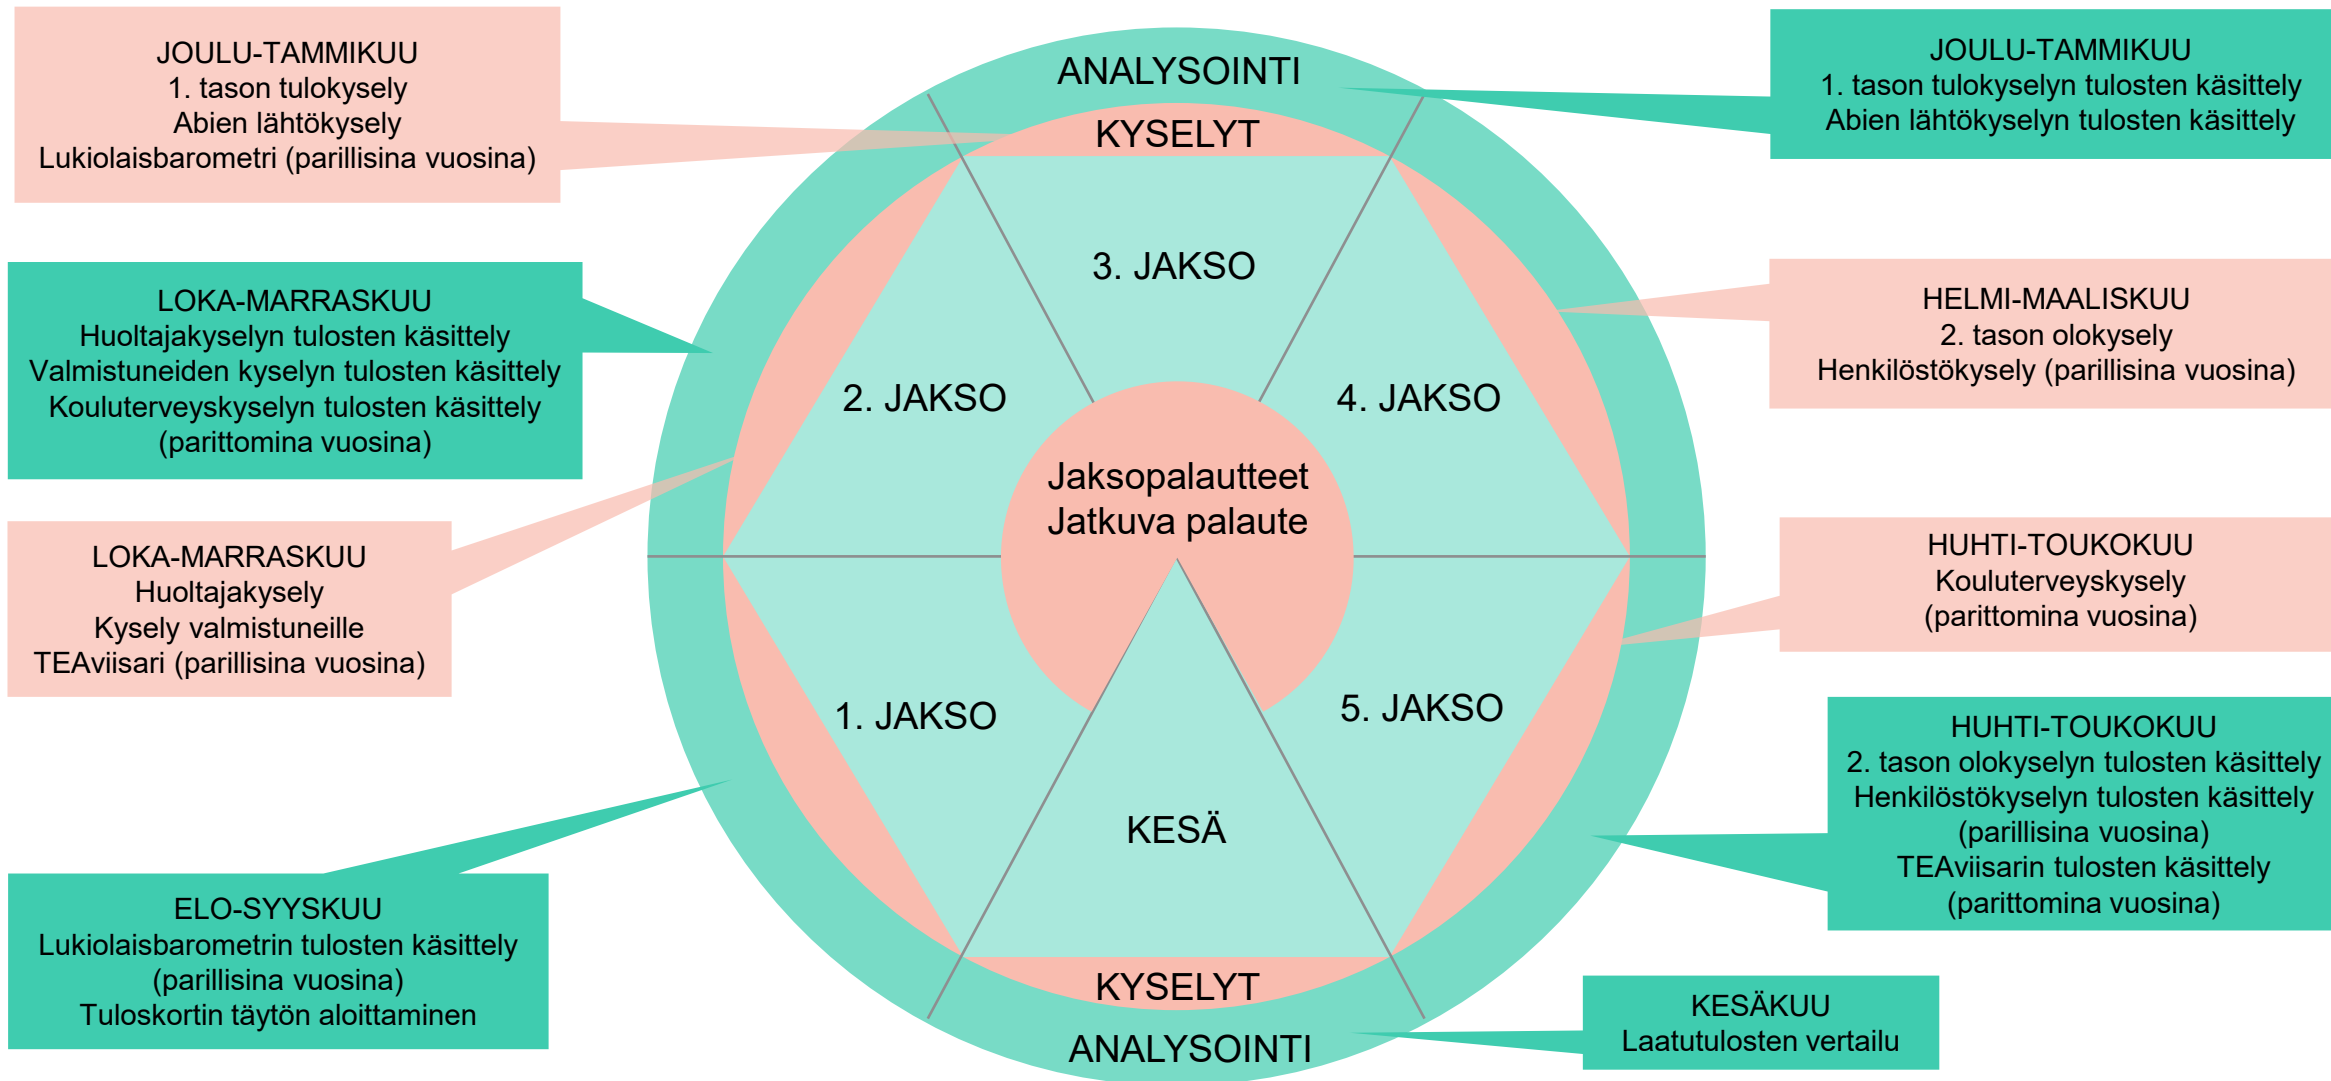 JOULU-TAMMIKUU
1. tason tulokysely
Abien lähtökysely
Lukiolaisbarometri (parillisina vuosina)
LOKA-MARRASKUU
Huoltajakyselyn tulosten käsittely
Valmistuneiden kyselyn tulosten käsittely
Kouluterveyskyselyn tulosten käsittely
(parittomina vuosina)
LOKA-MARRASKUU
Huoltajakysely
Kysely valmistuneille
TEAviisari (parillisina vuosina)
ELO-SYYSKUU
Lukiolaisbarometrin tulosten käsittely
(parillisina vuosina)
Tuloskortin täytön aloittaminen
ANALYSOINTI
KYSELYT
3. JAKSO
2. JAKSO
4. JAKSO
Jaksopalautteet
Jatkuva palaute
1. JAKSO
5. JAKSO
KESÄ
KYSELYT
ANALYSOINTI
JOULU-TAMMIKUU
1. tason tulokyselyn tulosten käsittely
Abien lähtökyselyn tulosten käsittely
HELMI-MAALISKUU
2. tason olokysely
Henkilöstökysely (parillisina vuosina)
HUHTI-TOUKOKUU
Kouluterveyskysely
(parittomina vuosina)
HUHTI-TOUKOKUU
2. tason olokyselyn tulosten käsittely
Henkilöstökyselyn tulosten käsittely
(parillisina vuosina)
TEAviisarin tulosten käsittely
(parittomina vuosina)
KESÄKUU
Laatutulosten vertailu